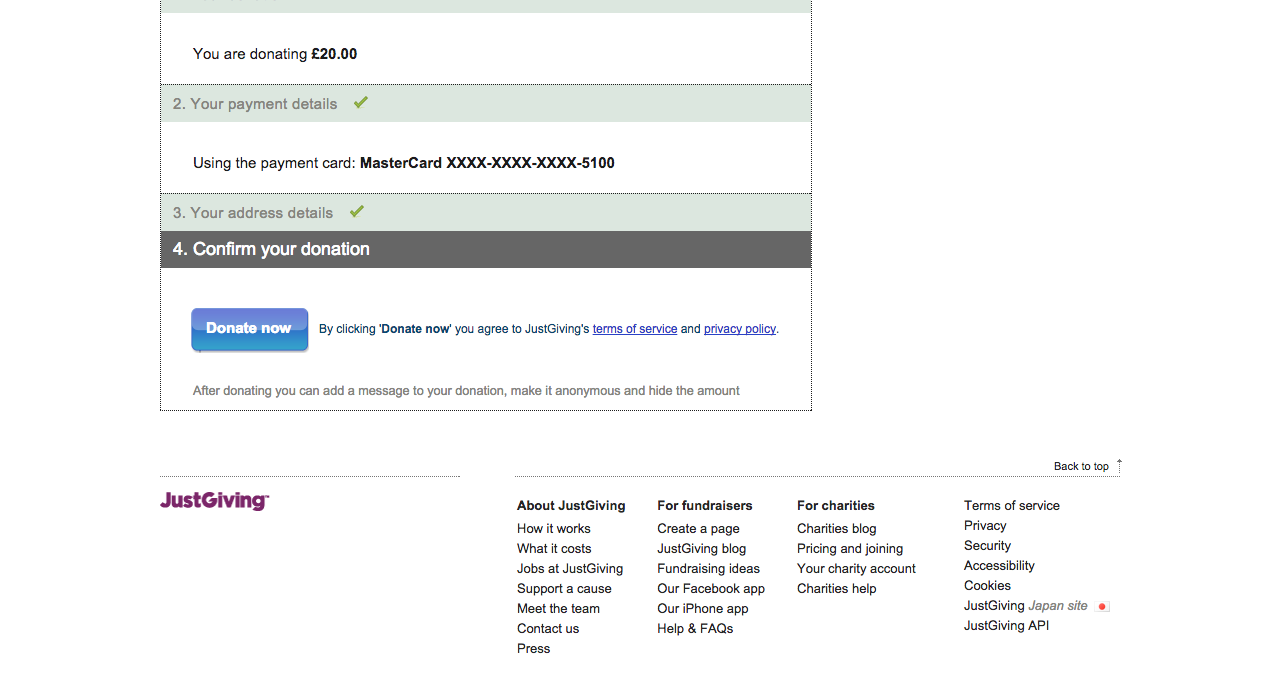 You are donating £20.00
2. Your payment details
Using the payment card: MasterCard XXXX-XXXX-XXXX-5100
3. Your address details
4. Confirm your donation
Donate now By clicking 'Donate now' you agree to JustGiving's terms of service and privacy policy.
After donating you can add a message to your donation, make it anonymous and hide the amount
Back to top
JustGiving™
About JustGiving
How it works
What it costs
Jobs at JustGiving
Support a cause
Meet the team
Contact us
Press
For fundraisers
Create a page
JustGiving blog
Fundraising ideas
Our Facebook app
Our iPhone app
Help & FAQs
For charities
Charities blog
Pricing and joining
Your charity account
Charities help
Terms of service
Privacy
Security
Accessibility
Cookies
JustGiving Japan site
JustGiving API